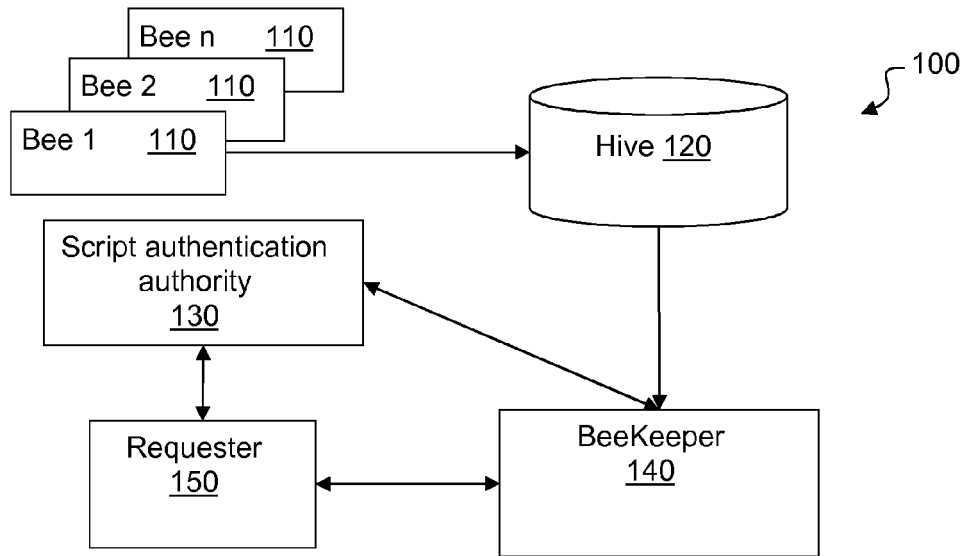 Bee n 110
Bee 2 110
Bee 1 110
100
Hive 120
Script authentication
authority
130
Requester
150
BeeKeeper
140